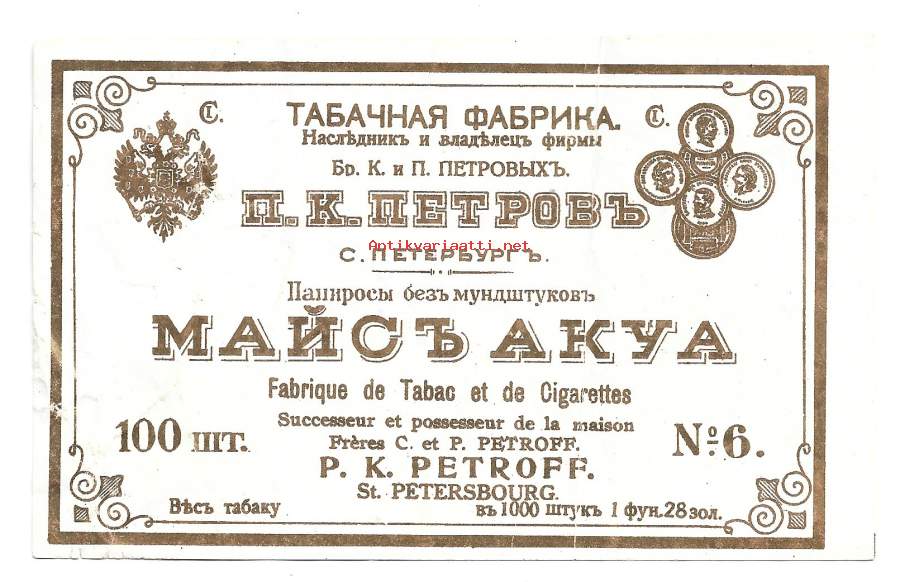 С. ТАБАЧНАЯ ФАБРИКА. С.
Наслѣдникъ и владѣлецъ фирмы
Бр. К. и П. ПЕТРОВЫХЪ.
П.К.ПЕТРОВЪ
Antikvariaatti.net
С. ПЕТЕРБУРГЪ.
Папиросы безъ мундштуковъ
МАЙСЪ АКУА
Fabrique de Tabac et de Cigarettes
Successeur et possesseur de la maison
Frères C. et P. PETROFF.
100 шт. № 6.
P. K. PETROFF.
St. PETERSBOURG.
Вѣсъ табаку въ 1000 штукъ 1 фун. 28 зол.